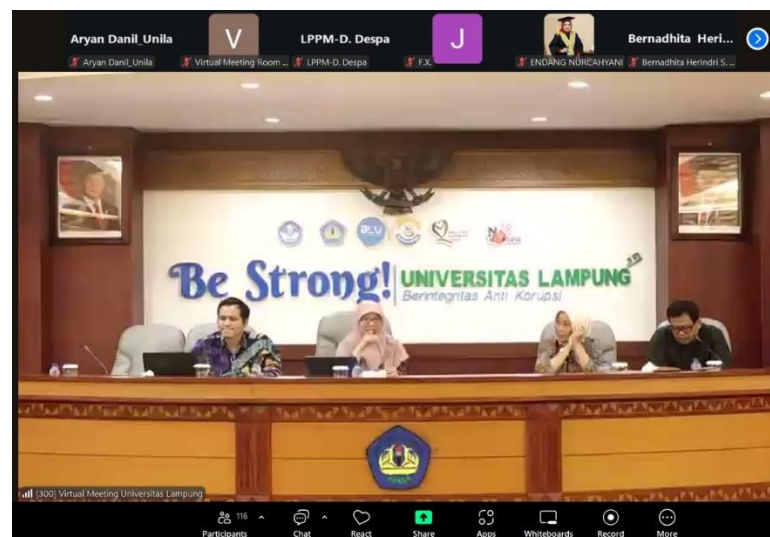 Aryan Danil_Unila
V
LPPM-D. Despa
J
Bernadhita Heri...
Aryan Danil_Unila
Virtual Meeting Room ...
LPPM-D. Despa
F.X.
ENDANG NURCAHYANI
Bernadhita Herindri S. ...
BLU
Be Strong!
UNIVERSITAS LAMPUNG
Berintegritas Anti Korupsi
[300] Virtual Meeting Universitas Lampung
116
Participants
Chat
React
Share
Apps
Whiteboards
Record
More